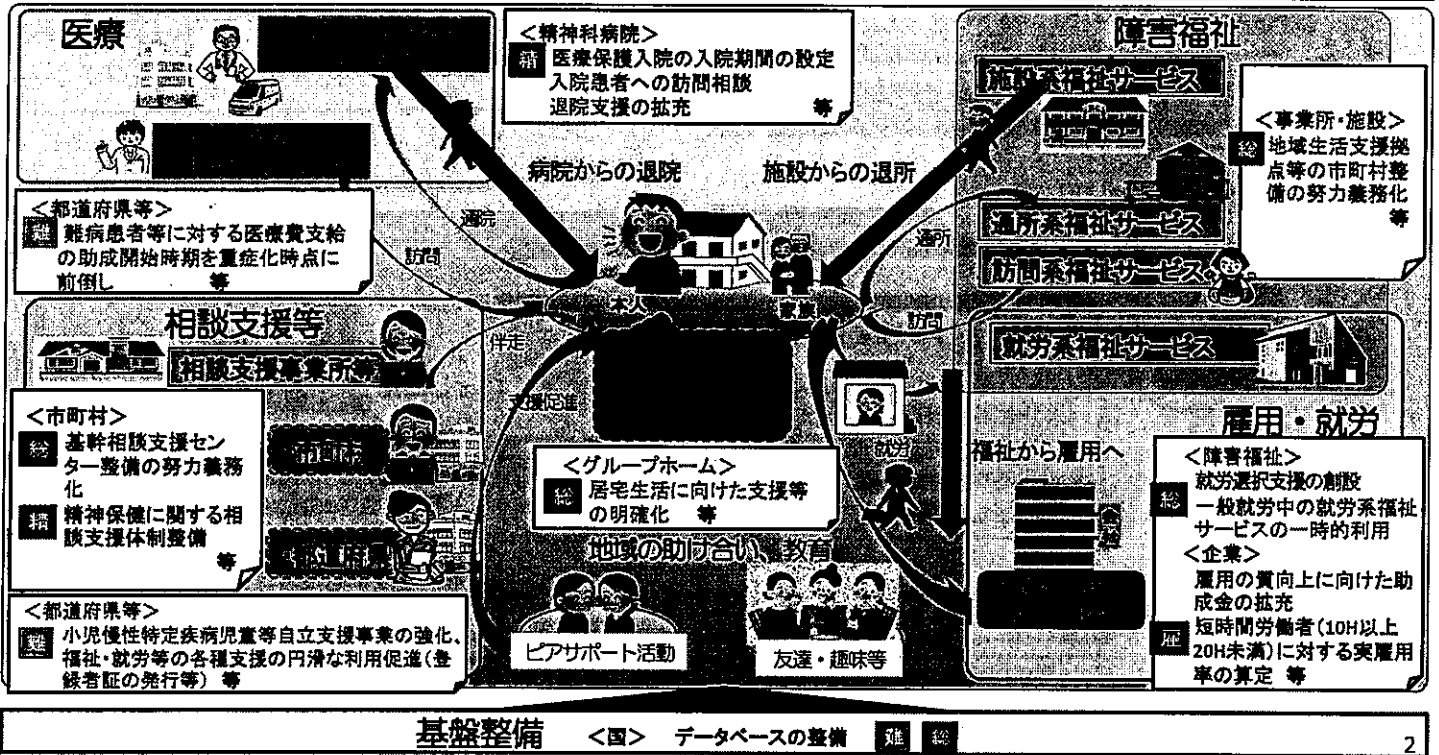 医療
<精神科病院>
精 医療保護入院の入院期間の設定
入院患者への訪問相談
退院支援の拡充 等
障害福祉
施設系福祉サービス
<事業所・施設>
総 地域生活支援拠
点等の市町村整
備の努力義務化
等
病院からの退院
施設からの退所
<都道府県等>
難 難病患者等に対する医療費支給
の助成開始時期を重症化時点に
前倒し 等
通院
訪問
通所
通所系福祉サービス
訪問系福祉サービス
訪問
本人
家族
相談支援等
相談支援事業所等
伴走
支援促進
就労系福祉サービス
雇用・就労
<市町村>
総 基幹相談支援セン
ター整備の努力義務
化
精 精神保健に関する相
談支援体制整備
等
市町村
都道府県
<グループホーム>
総 居宅生活に向けた支援等
の明確化 等
就労
福祉から雇用へ
会社
<障害福祉>
就労選択支援の創設
総 一般就労中の就労系福祉
サービスの一時的利用
<企業>
雇用の質向上に向けた助
成金の拡充
雇 短時間労働者(10H以上
20H未満)に対する実雇用
率の算定 等
地域の助け合い、教育
<都道府県等>
難 小児慢性特定疾病児童等自立支援事業の強化、
福祉・就労等の各種支援の円滑な利用促進(登
録者証の発行等) 等
ピアサポート活動
友達・趣味等
基盤整備 <国> データベースの整備 難 総
2